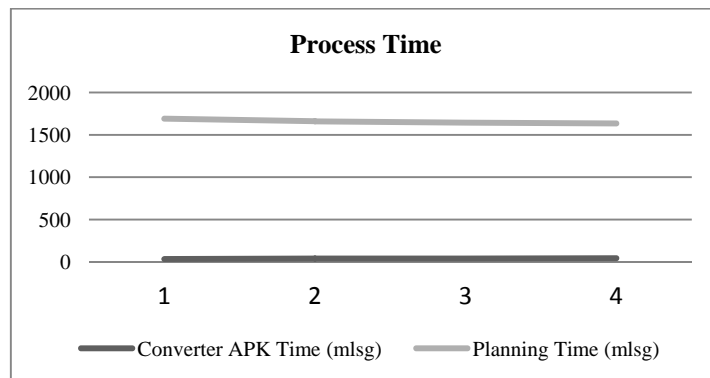 Process Time
2000
1500
1000
500
0
1 2 3 4
Converter APK Time (mlsg) Planning Time (mlsg)